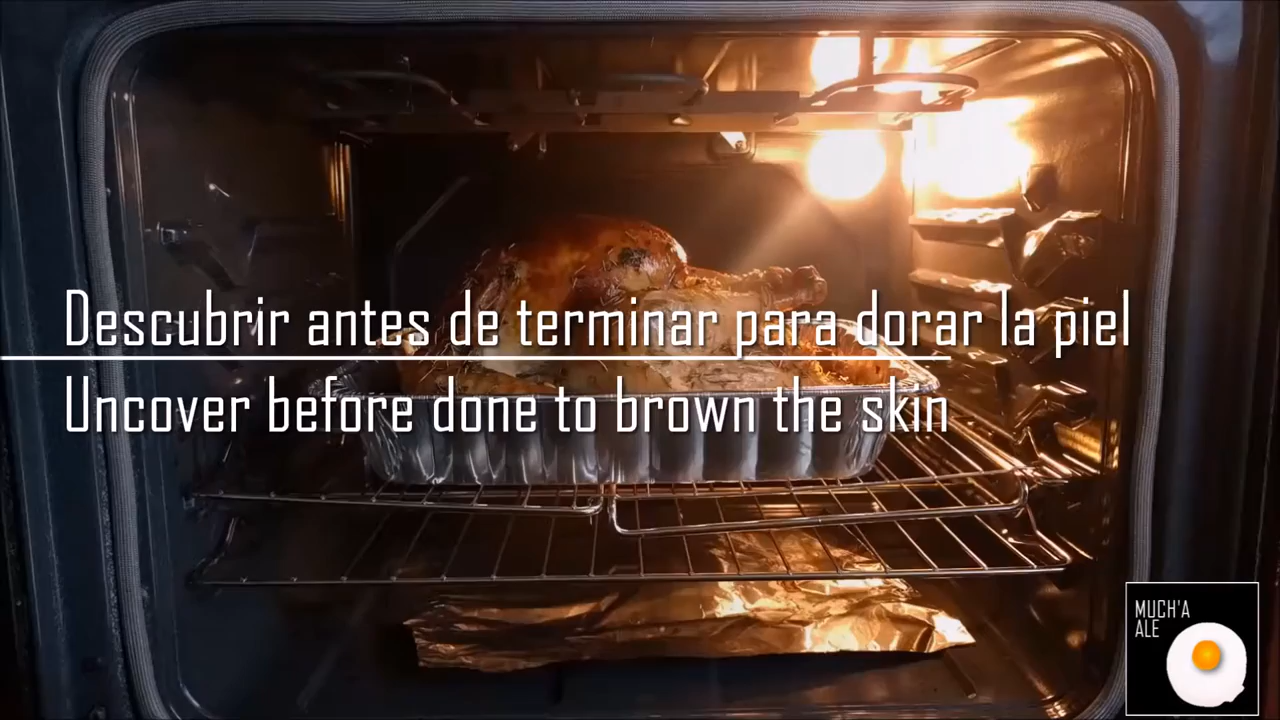 Descubrir antes de terminar para dorar la piel
Uncover before done to brown the skin
MUCH'A
ALE